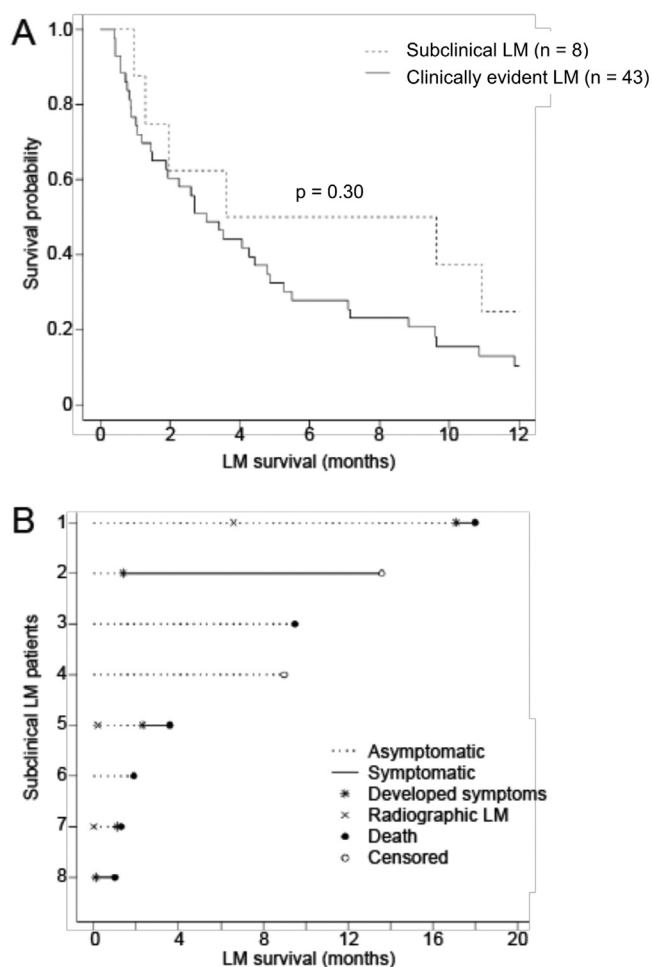 A
Subclinical LM (n = 8)
Clinically evident LM (n = 43)
1.0
0.8
0.6
0.4
0.2
0
Survival probability
p = 0.30
0 2 4 6 8 10 12
LM survival (months)
B
1
2
3
4
5
6
7
8
Subclinical LM patients
Asymptomatic
Symptomatic
Developed symptoms
Radiographic LM
Death
Censored
0 4 8 12 16 20
LM survival (months)